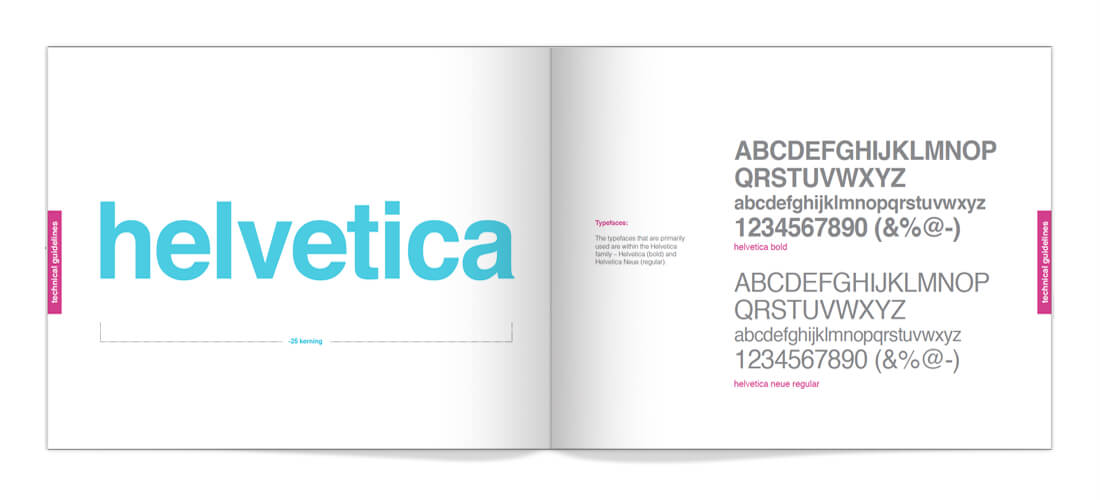 technical guidelines
helvetica
-25 kerning
Typefaces:
The typefaces that are primarily
used are within the Helvetica
family – Helvetica (bold) and
Helvetica Neue (regular)
ABCDEFGHIJKLMNOP
QRSTUVWXYZ
abcdefghijklmnopqrstuvwxyz
1234567890 (&%@-)
helvetica bold
ABCDEFGHIJKLMNOP
QRSTUVWXYZ
abcdefghijklmnopqrstuvwxyz
1234567890 (&%@-)
helvetica neue regular
technical guidelines